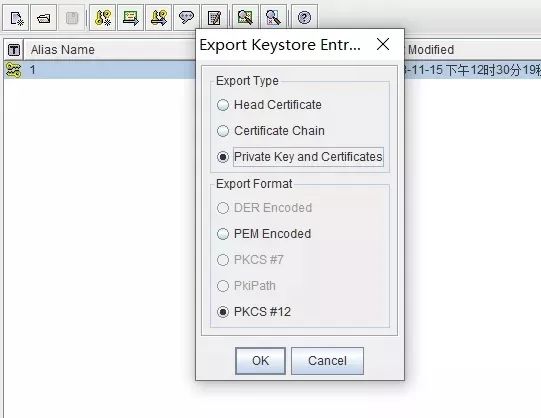 Export Keystore Entr...
T Alias Name
Modified
1
-11-15 下午12时30分19秒
Export Type
Head Certificate
Certificate Chain
Private Key and Certificates
Export Format
DER Encoded
PEM Encoded
PKCS #7
PkiPath
PKCS #12
OK
Cancel